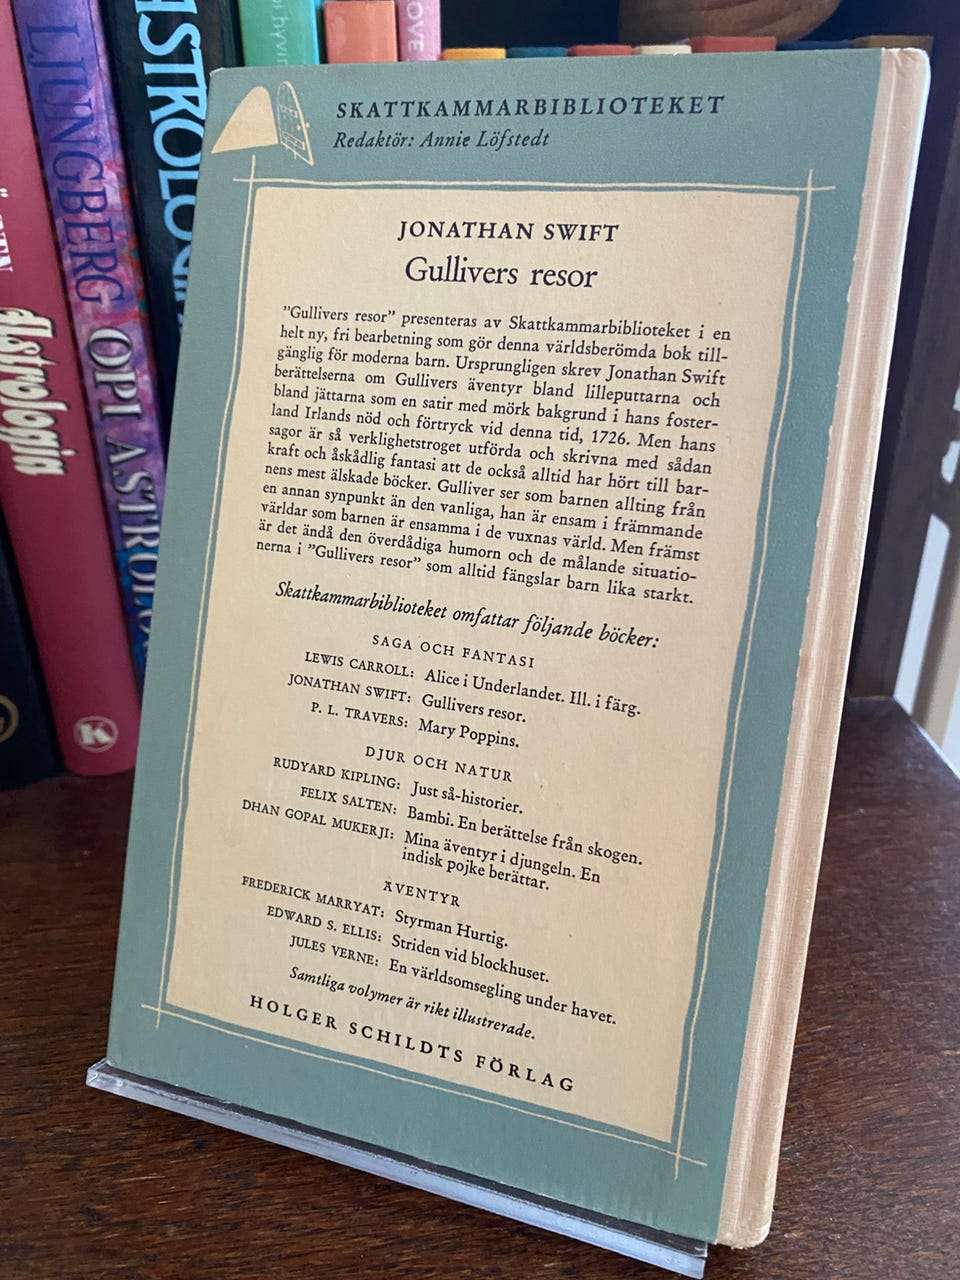 SKATTKAMMARBIBLIOTEKET
Redaktör: Annie Löfstedt
JONATHAN SWIFT
Gullivers resor
”Gullivers resor” presenteras av Skattkammarbiblioteket i en
helt ny, fri bearbetning som gör denna världsberömda bok till-
gänglig för moderna barn. Ursprungligen skrev Jonathan Swift
berättelserna om Gullivers äventyr bland lilleputtarna och
bland jättarna som en satir med mörk bakgrund i hans foster-
land Irlands nöd och förtryck vid denna tid, 1726. Men hans
sagor är så verklighetstroget utförda och skrivna med sådan
kraft och åskådlig fantasi att de också alltid har hört till bar-
nens mest älskade böcker. Gulliver ser som barnen allting från
en annan synpunkt än den vanliga, han är ensam i främmande
världar som barnen är ensamma i de vuxnas värld. Men främst
är det ändå den överdådiga humorn och de målande situatio-
nerna i ”Gullivers resor” som alltid fängslar barn lika starkt.
Skattkammarbiblioteket omfattar följande böcker:
SAGA OCH FANTASI
LEWIS CARROLL: Alice i Underlandet. Ill. i färg.
JONATHAN SWIFT: Gullivers resor.
P. L. TRAVERS: Mary Poppins.
DJUR OCH NATUR
RUDYARD KIPLING: Just så-historier.
FELIX SALTEN: Bambi. En berättelse från skogen.
DHAN GOPAL MUKERJI: Mina äventyr i djungeln. En
indisk pojke berättar.
ÄVENTYR
FREDERICK MARRYAT: Styrman Hurtig.
EDWARD S. ELLIS: Striden vid blockhuset.
JULES VERNE: En världsomsegling under havet.
Samtliga volymer är rikt illustrerade.
HOLGER SCHILDTS FÖRLAG
Astrologin
K
LJUNGBERG OPI ASTROLO
ASTROLOG
LOVE